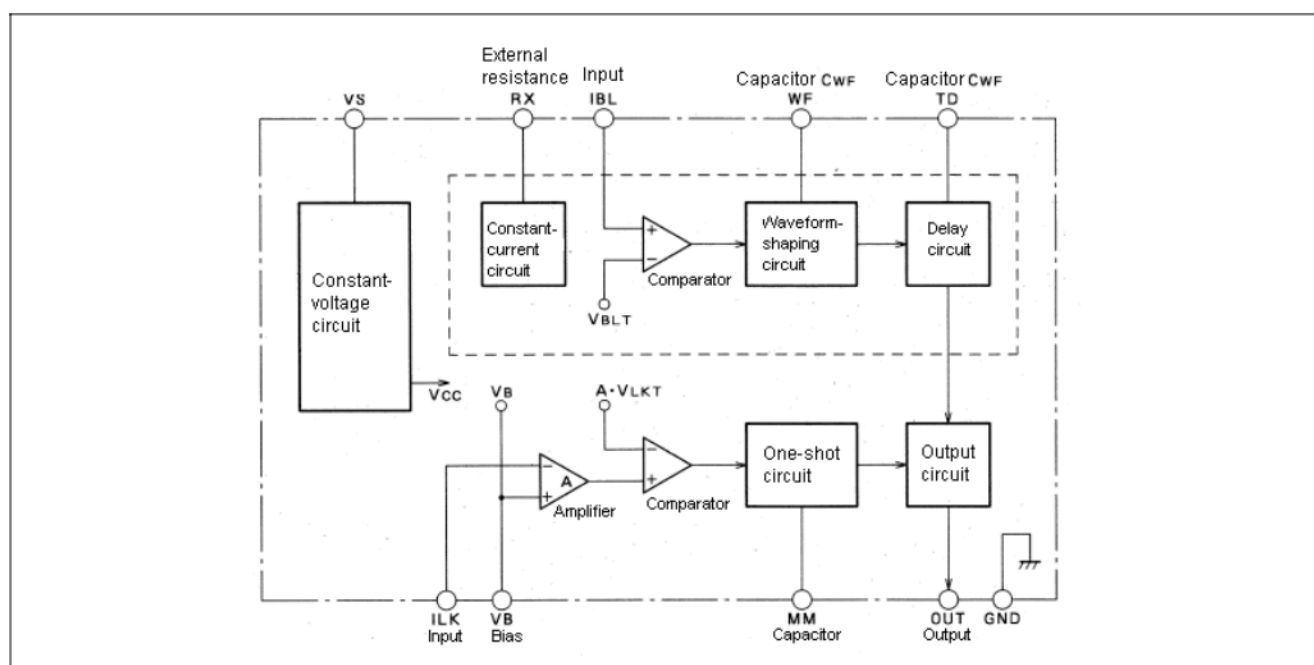 External
resistance
RX
Input
IBL
Capacitor CWF
WF
Capacitor CWF
TD
VS
Constant-
voltage
circuit
VCC
Constant-
current
circuit
+
−
VBLT
Comparator
Waveform-
shaping
circuit
Delay
circuit
VB
A·VLKT
−
+
A
Amplifier
−
+
Comparator
One-shot
circuit
Output
circuit
ILK
Input
VB
Bias
MM
Capacitor
OUT
Output
GND